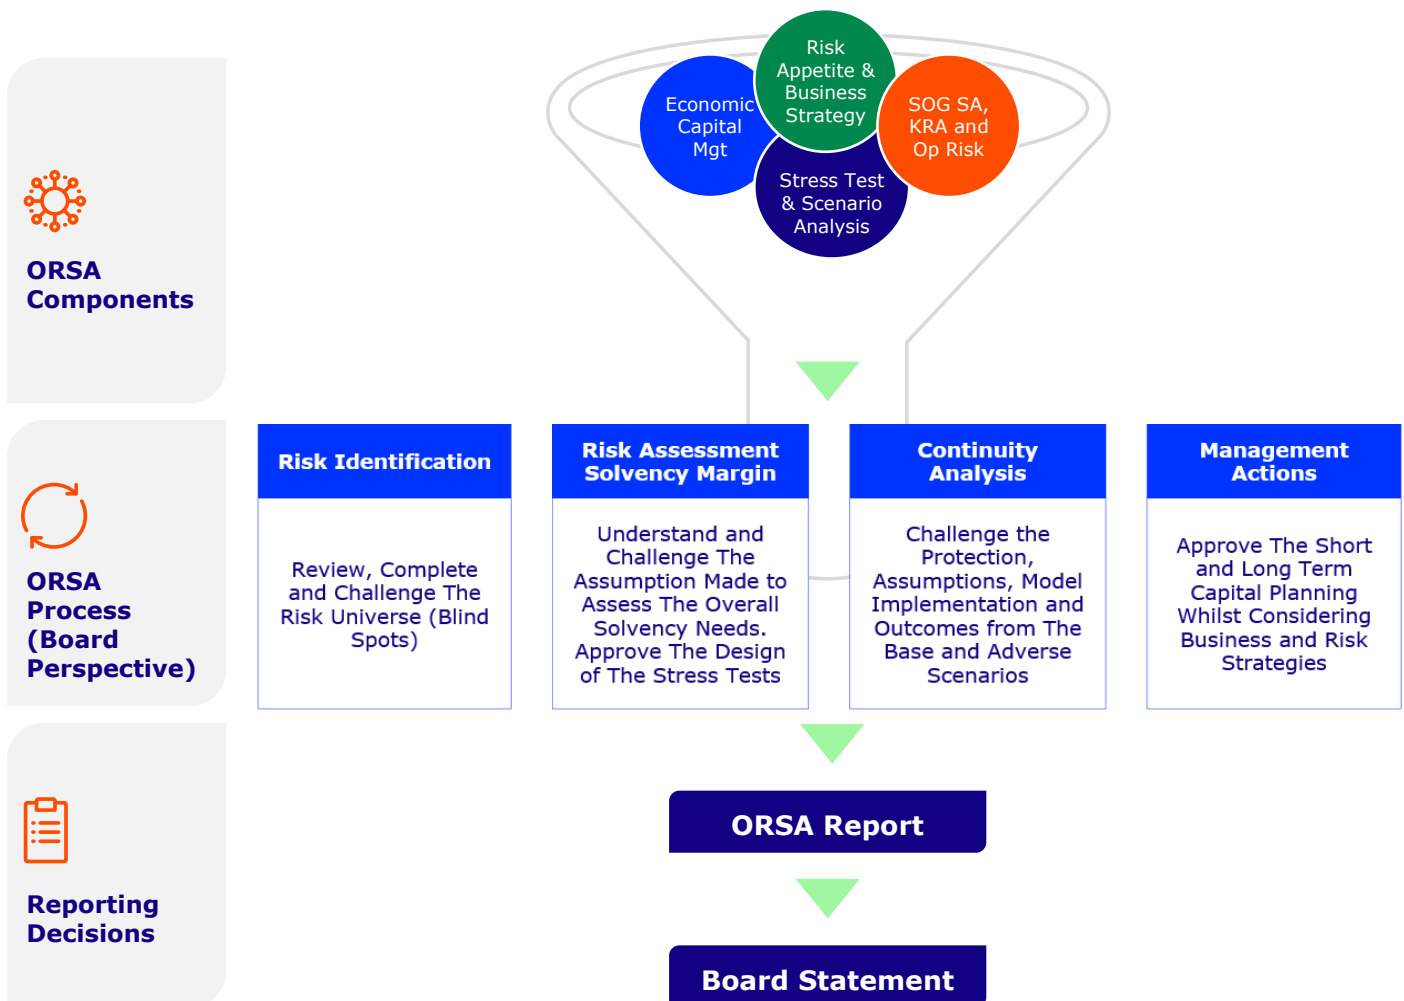 Risk
Appetite &
Business
Strategy
Economic
Capital
Mgt
SOG SA,
KRA and
Op Risk
Stress Test
& Scenario
Analysis
ORSA
Components
Risk Identification
Review, Complete
and Challenge The
Risk Universe (Blind
Spots)
Risk Assessment
Solvency Margin
Understand and
Challenge The
Assumption Made to
Assess The Overall
Solvency Needs.
Approve The Design
of The Stress Tests
Continuity
Analysis
Challenge the
Protection,
Assumptions, Model
Implementation and
Outcomes from The
Base and Adverse
Scenarios
Management
Actions
Approve The Short
and Long Term
Capital Planning
Whilst Considering
Business and Risk
Strategies
ORSA
Process
(Board
Perspective)
ORSA Report
Reporting
Decisions
Board Statement